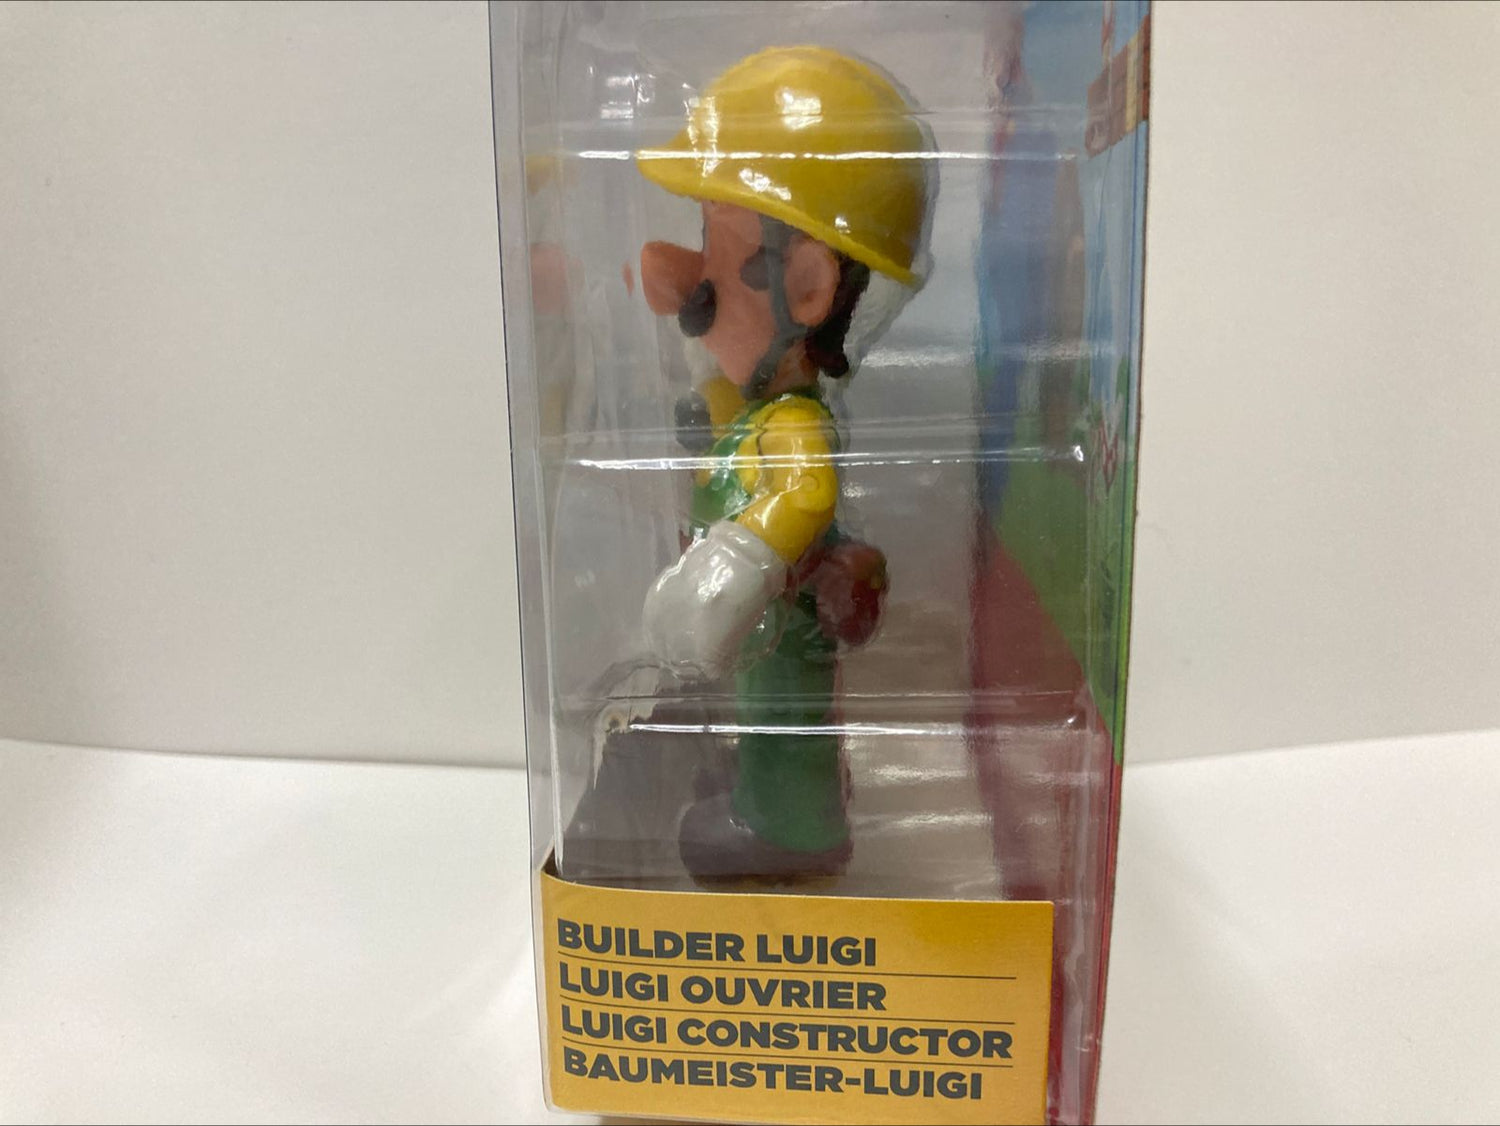 BUILDER LUIGI
LUIGI OUVRIER
LUIGI CONSTRUCTOR
BAUMEISTER-LUIGI